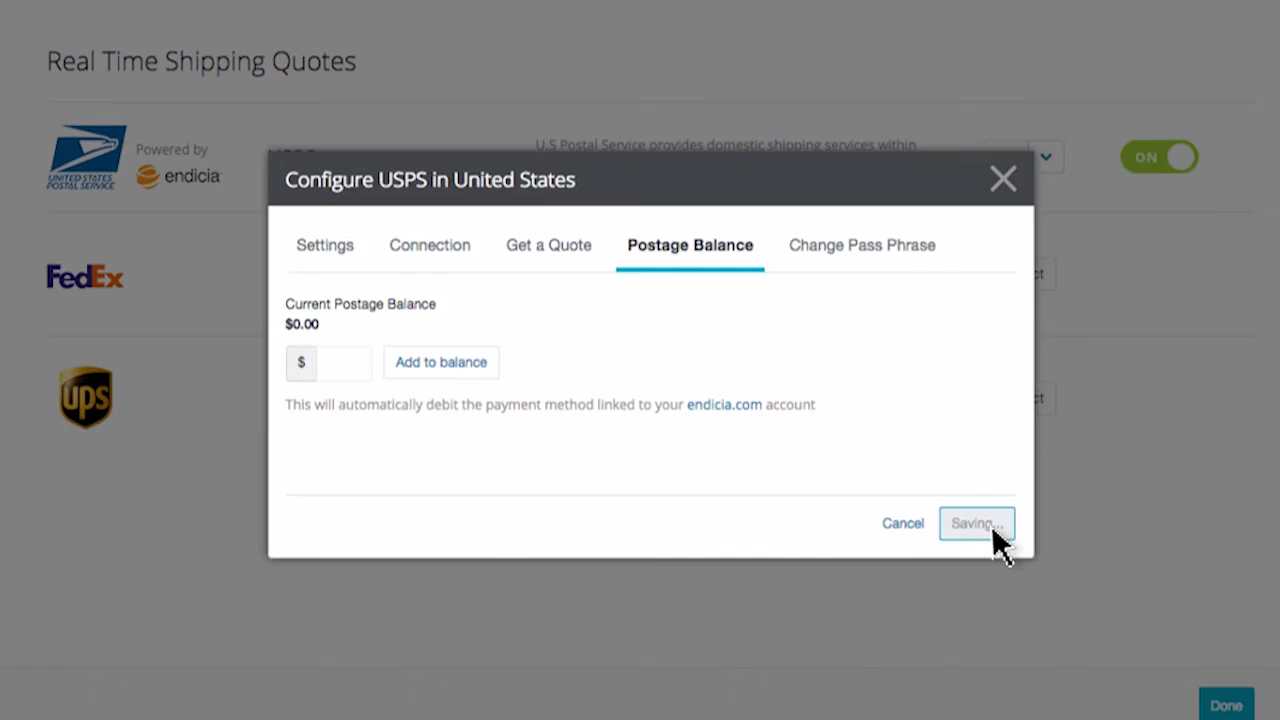 Real Time Shipping Quotes
UNITED STATES
POSTAL SERVICE
Powered by
endicia
U.S Postal Service provides domestic shipping services within
ON
Configure USPS in United States
Settings Connection Get a Quote Postage Balance Change Pass Phrase
FedEx
Current Postage Balance
$0.00
$ Add to balance
This will automatically debit the payment method linked to your endicia.com account
ups
Cancel Saving...
Done